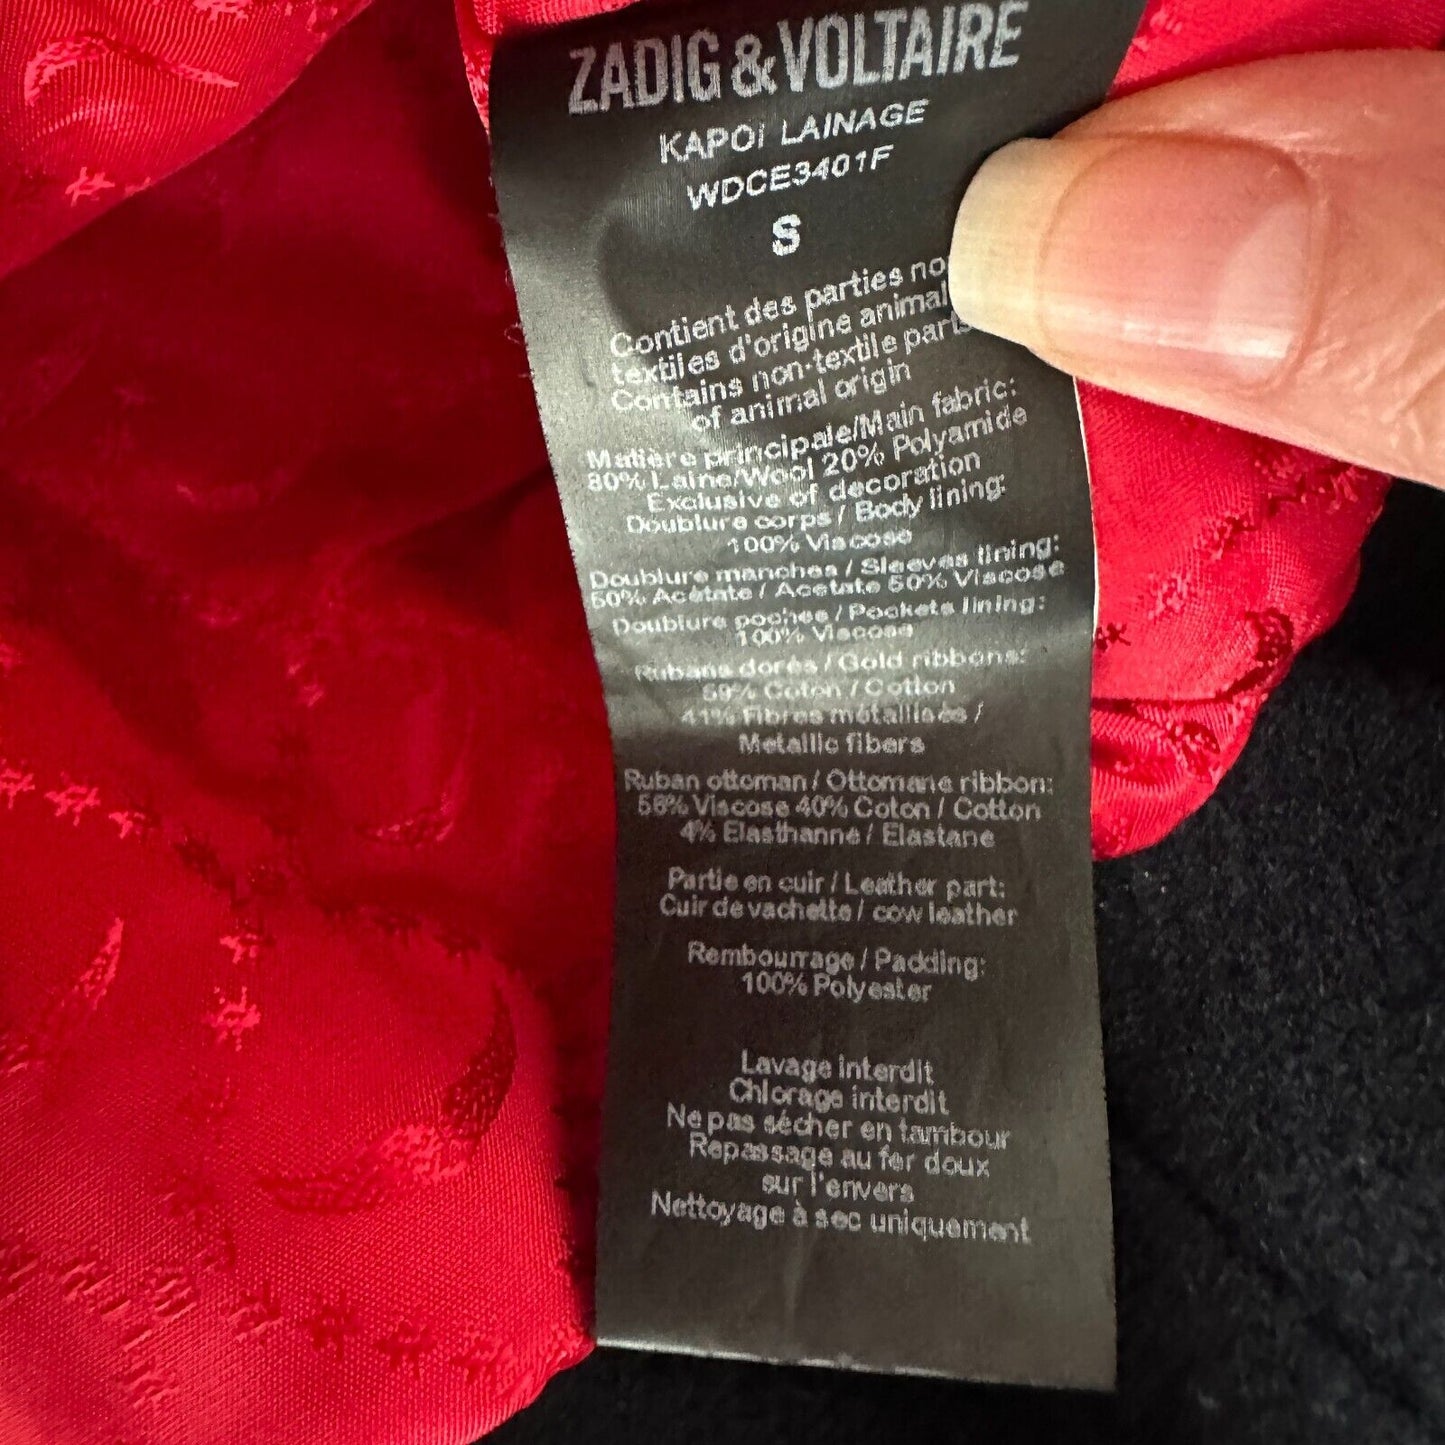 ZADIG & VOLTAIRE
KAPOI LAINAGE
WDCE3401F
S
Contient des parties no
textiles d'origine animal
Contains non-textile parts
of animal origin
Matière principale/Main fabric:
80% Laine/Wool 20% Polyamide
Exclusive of decoration
Doublure corps / Body lining:
100% Viscose
Doublure manches / Sleeves lining:
50% Acétate / Acetate 50% Viscose
Doublure poches / Pockets lining:
100% Viscose
Rubans dorés / Gold ribbons:
59% Coton / Cotton
41% Fibres métallisés /
Metallic fibers
Ruban ottoman / Ottomane ribbon:
56% Viscose 40% Coton / Cotton
4% Elasthanne / Elastane
Partie en cuir / Leather part:
Cuir de vachette / cow leather
Rembourrage / Padding:
100% Polyester
Lavage interdit
Chlorage interdit
Ne pas sécher en tambour
Repassage au fer doux
sur l'envers
Nettoyage à sec uniquement